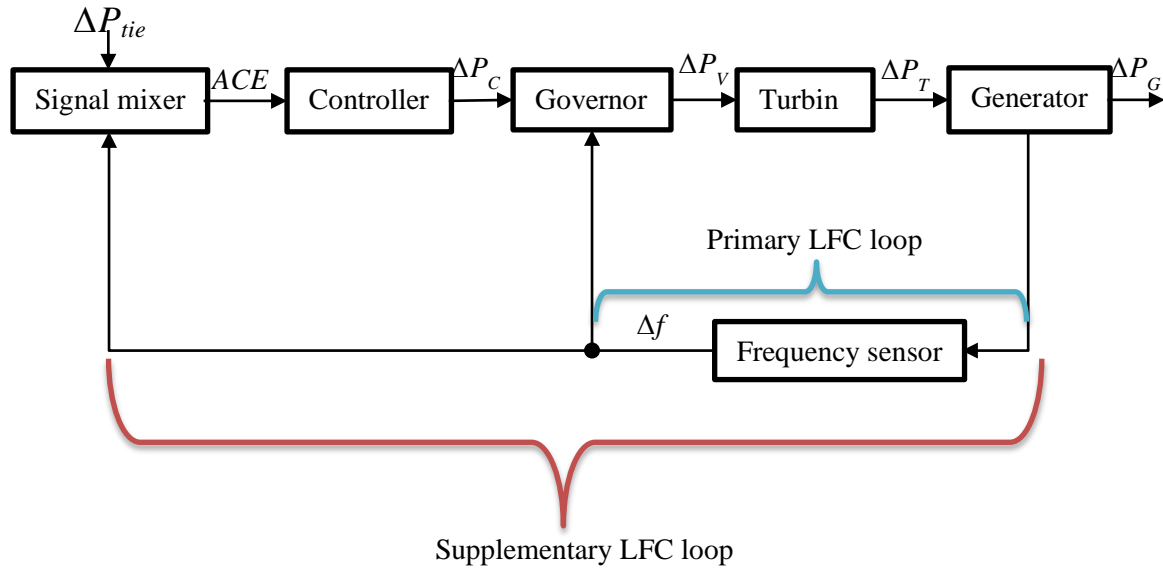 ΔP_tie
Signal mixer
ACE
Controller
ΔP_C
Governor
ΔP_V
Turbin
ΔP_T
Generator
ΔP_G
Primary LFC loop
Δf
Frequency sensor
Supplementary LFC loop